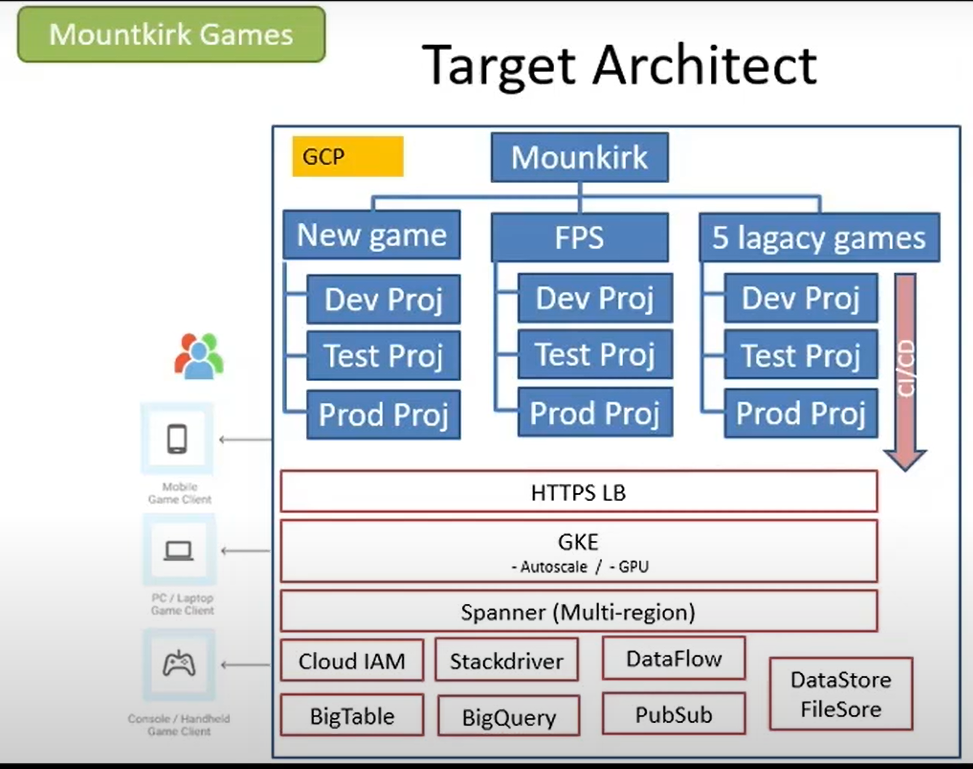 Mountkirk Games
Target Architect
GCP
Mounkirk
New game
FPS
5 lagacy games
Dev Proj
Dev Proj
Dev Proj
Test Proj
Test Proj
Test Proj
Prod Proj
Prod Proj
Prod Proj
CI/CD
Mobile
Game Client
PC / Laptop
Game Client
Console / Handheld
Game Client
HTTPS LB
GKE
- Autoscale / - GPU
Spanner (Multi-region)
Cloud IAM
Stackdriver
DataFlow
DataStore
FileSore
BigTable
BigQuery
PubSub